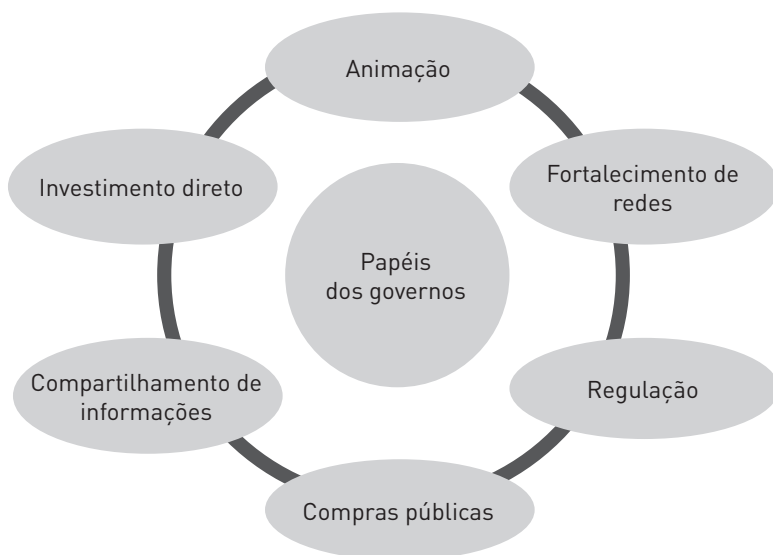 Animação
Investimento direto
Fortalecimento de
redes
Papéis
dos governos
Compartilhamento de
informações
Regulação
Compras públicas